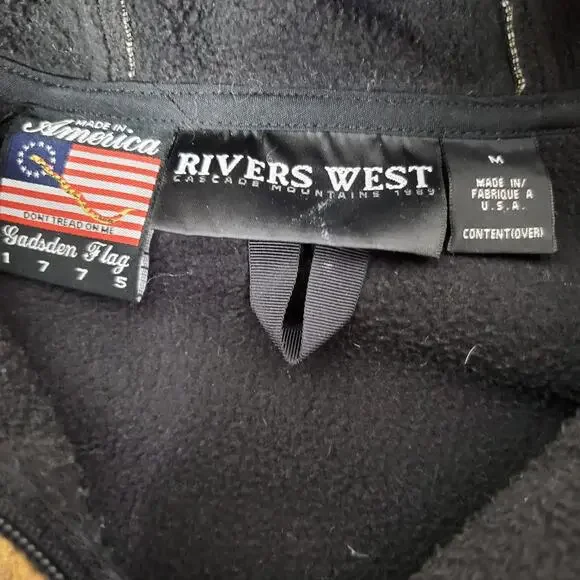 MADE IN
America
DON'T TREAD ON ME
Gadsden Flag
1775
RIVERS WEST
CASCADE MOUNTAINS 1989
M
MADE IN/
FABRIQUE A
U.S.A.
CONTENT(OVER)